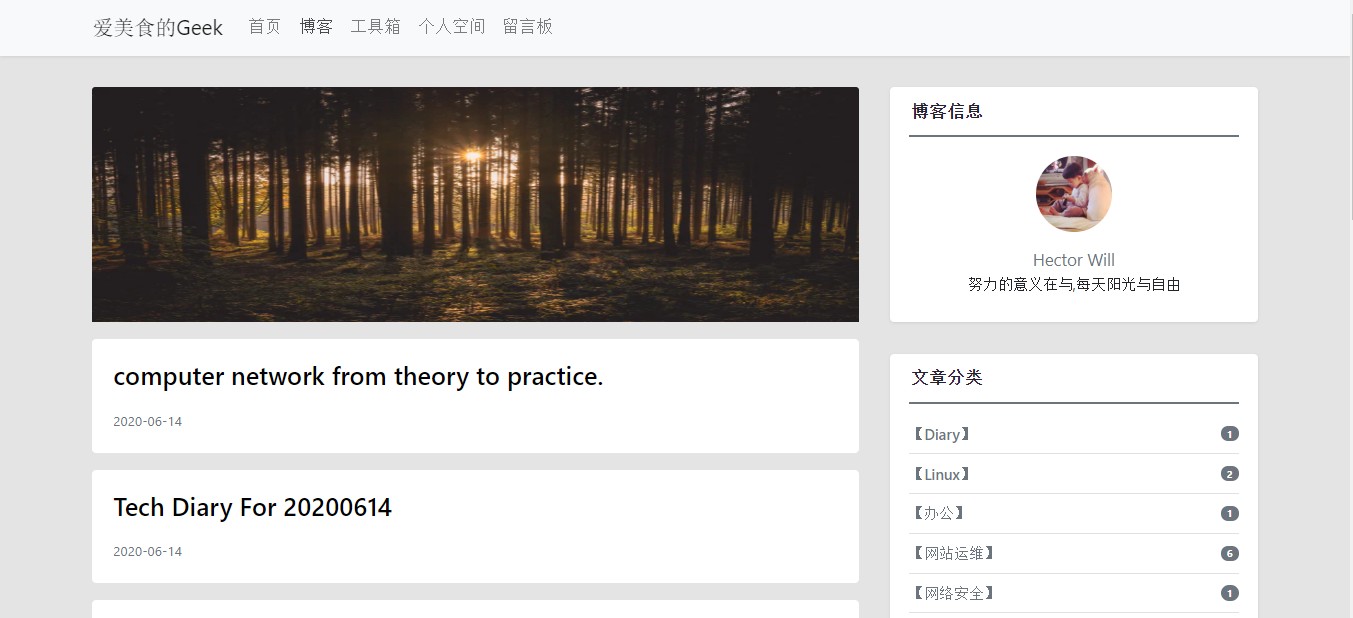 爱美食的Geek 首页 博客 工具箱 个人空间 留言板
博客信息
Hector Will
努力的意义在与,每天阳光与自由
computer network from theory to practice.
2020-06-14
Tech Diary For 20200614
2020-06-14
文章分类
【Diary】 1
【Linux】 2
【办公】 1
【网站运维】 6
【网络安全】 1